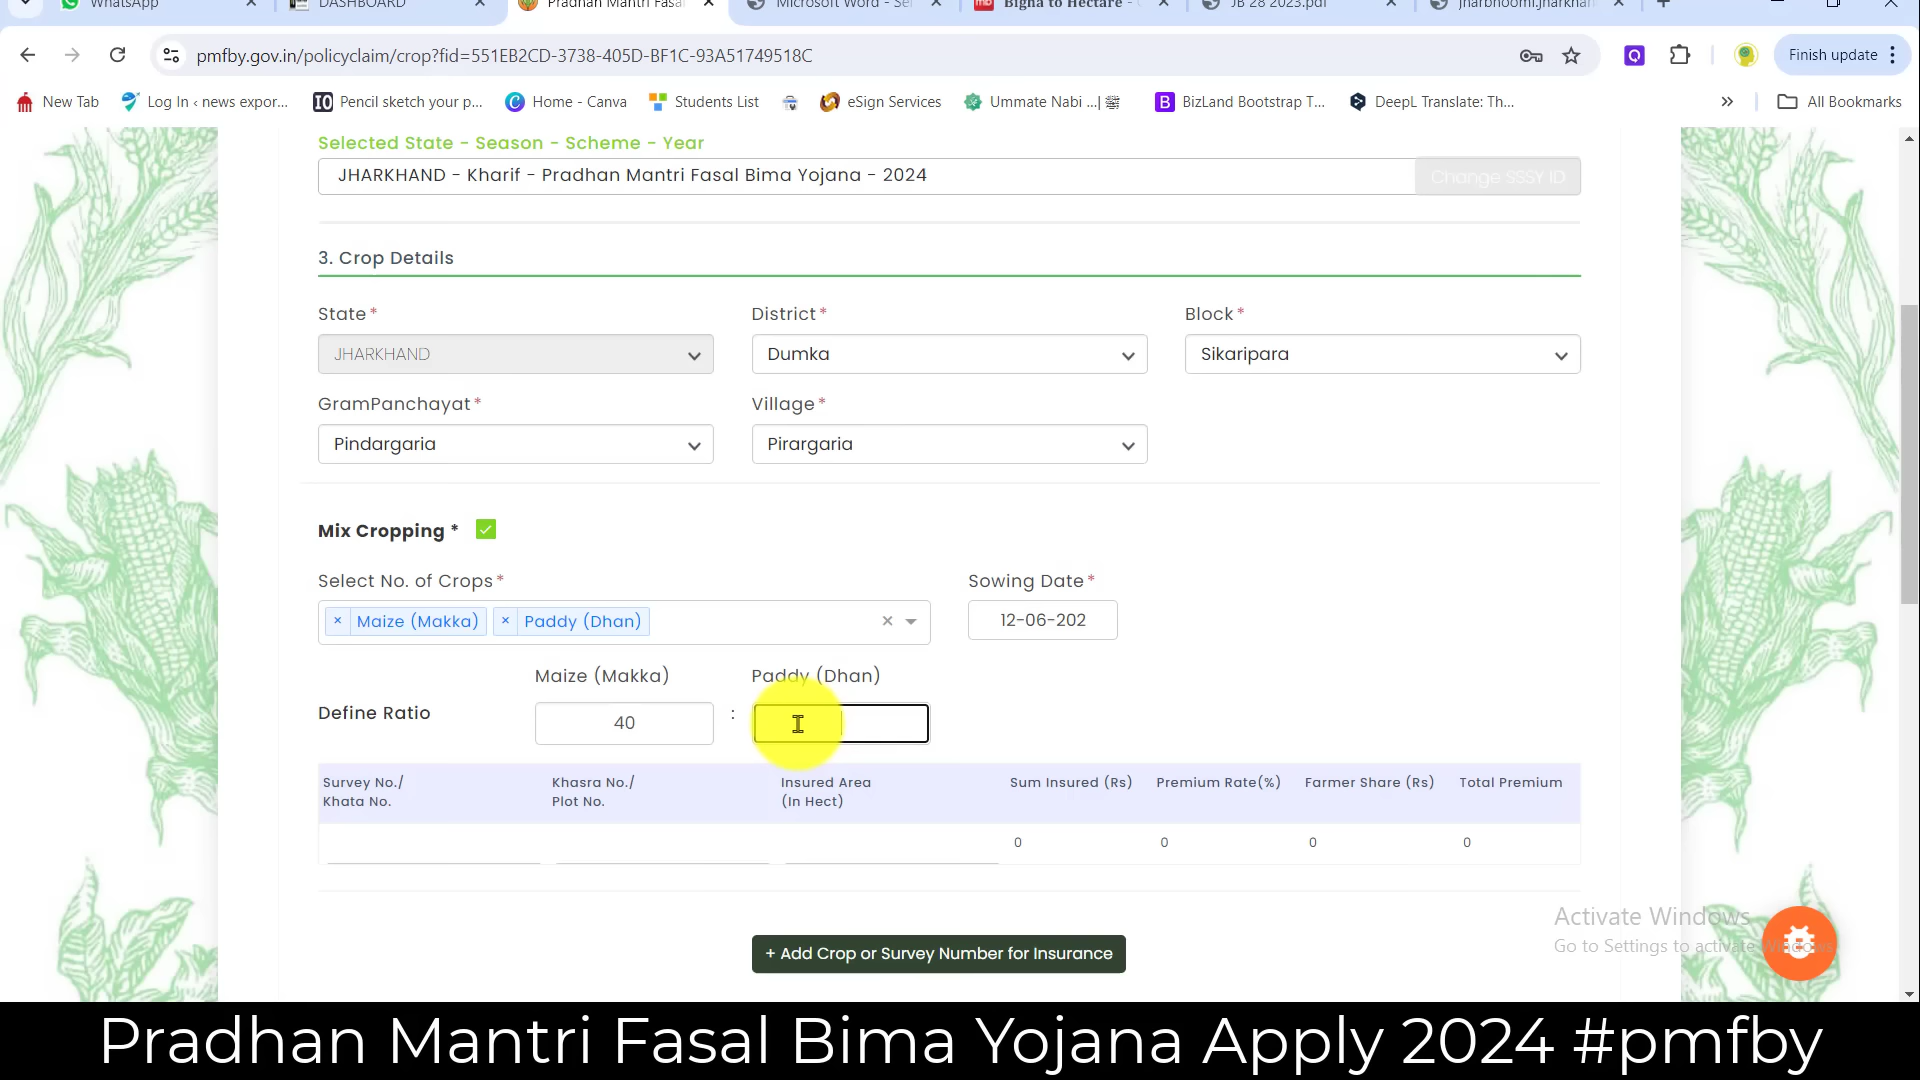 WhatsApp DASHBOARD Pradhan Mantri Fasal Microsoft Word - Se Bigha to Hectare - JB 28 2023.pdf jharbhoomi.jharkhan
pmfby.gov.in/policyclaim/crop?fid=551EB2CD-3738-405D-BF1C-93A51749518C Finish update
New Tab Log In ‹ news expor... Pencil sketch your p... Home - Canva Students List eSign Services Ummate Nabi ...| BizLand Bootstrap T... DeepL Translate: Th... » All Bookmarks
Selected State - Season - Scheme - Year
JHARKHAND - Kharif - Pradhan Mantri Fasal Bima Yojana - 2024 Change SSSY ID
3. Crop Details
State* District* Block*
JHARKHAND Dumka Sikaripara
GramPanchayat* Village*
Pindargaria Pirargaria
Mix Cropping *
Select No. of Crops* Sowing Date*
× Maize (Makka) × Paddy (Dhan) × 12-06-202
Maize (Makka) Paddy (Dhan)
Define Ratio 40 :
Survey No./ Khasra No./ Insured Area Sum Insured (Rs) Premium Rate(%) Farmer Share (Rs) Total Premium
Khata No. Plot No. (In Hect)
0 0 0 0
Activate Windows
Go to Settings to activate Windows.
+ Add Crop or Survey Number for Insurance
Pradhan Mantri Fasal Bima Yojana Apply 2024 #pmfby